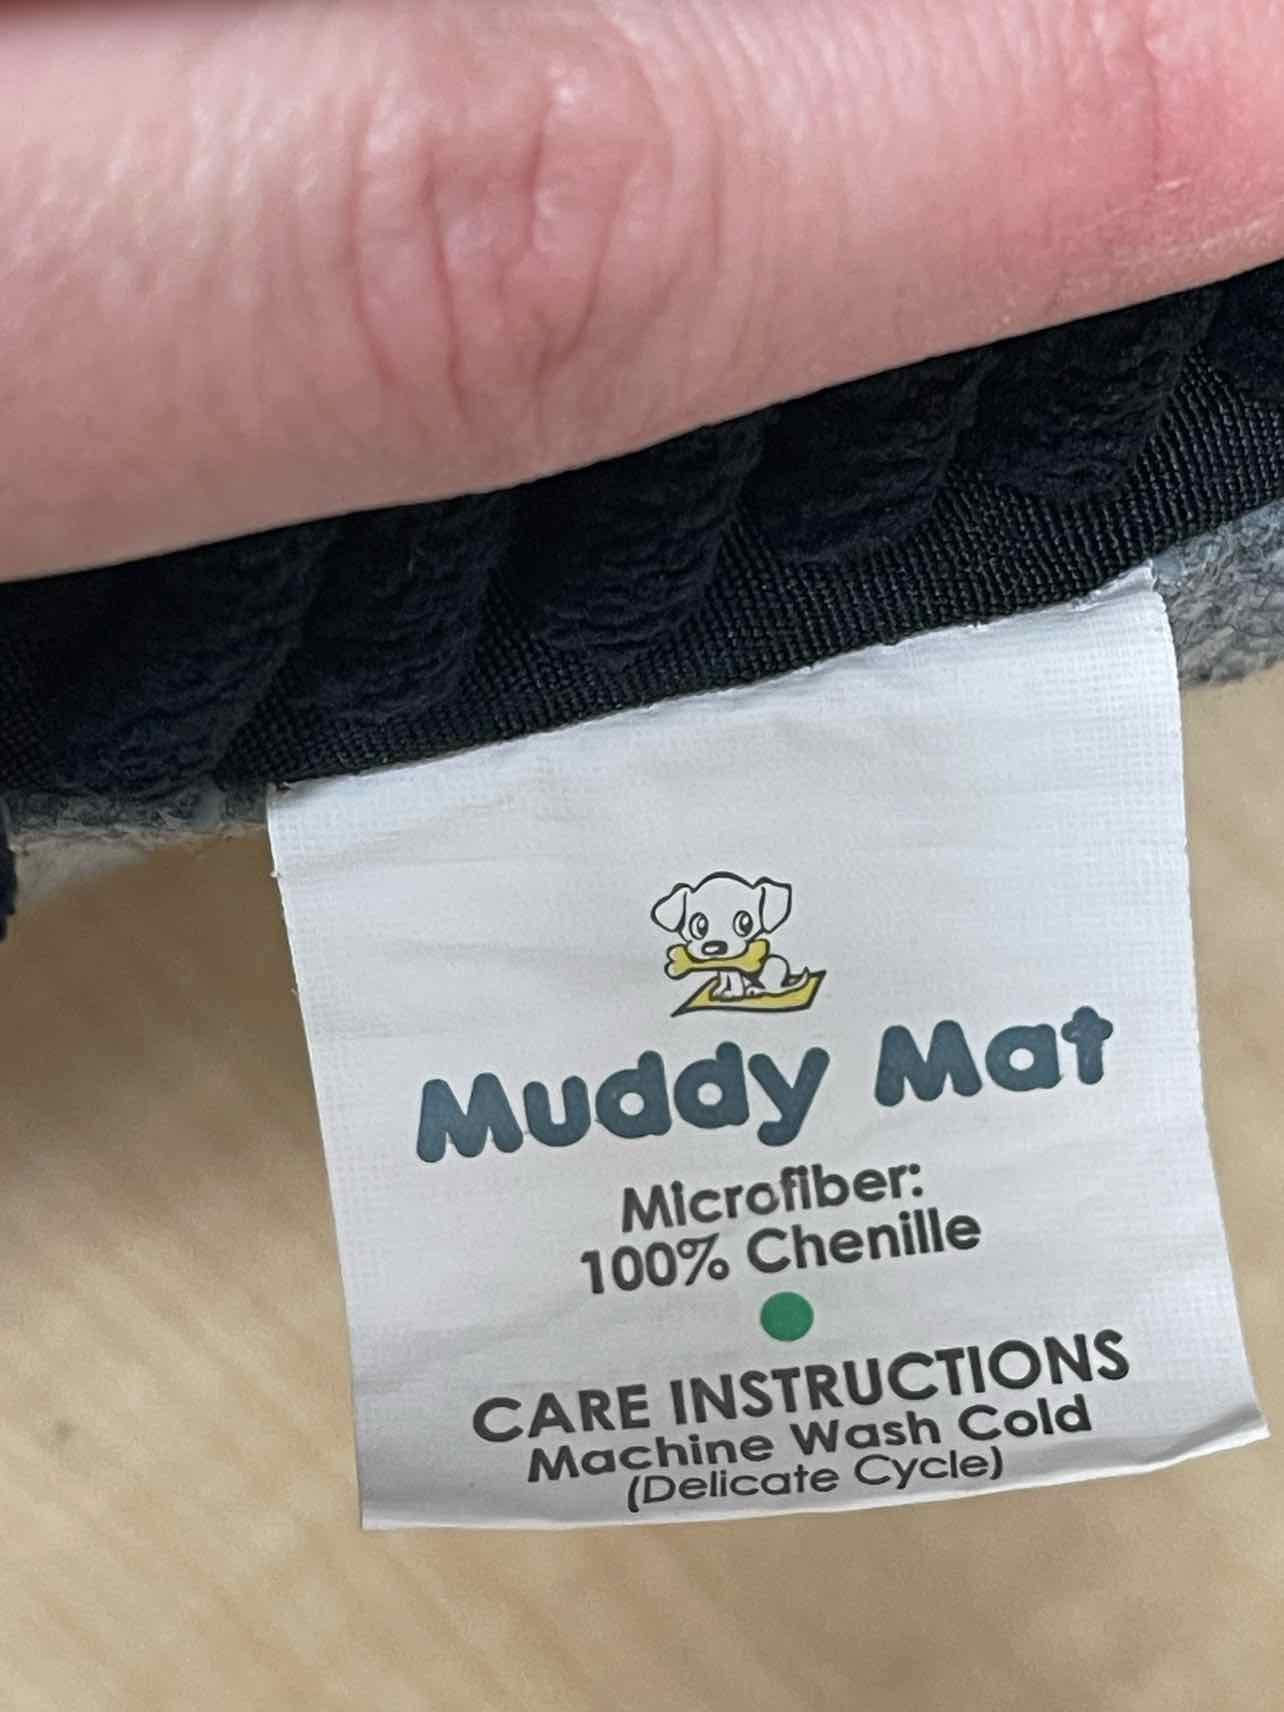 Muddy Mat
Microfiber:
100% Chenille
CARE INSTRUCTIONS
Machine Wash Cold
(Delicate Cycle)